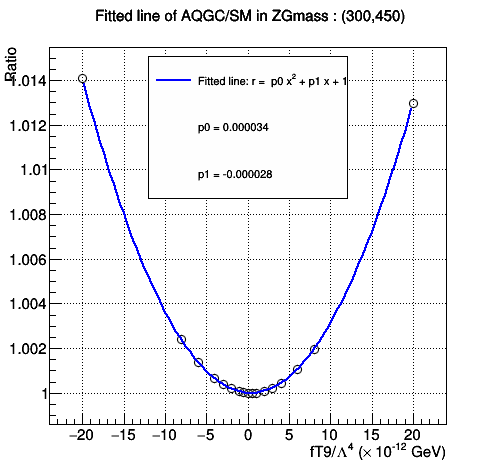 Fitted line of AQGC/SM in ZGmass : (300,450)
Ratio
Fitted line: r = p0 x² + p1 x + 1
p0 = 0.000034
p1 = -0.000028
1.014
1.012
1.01
1.008
1.006
1.004
1.002
1
−20 −15 −10 −5 0 5 10 15 20
fT9/Λ⁴ (× 10⁻¹² GeV)